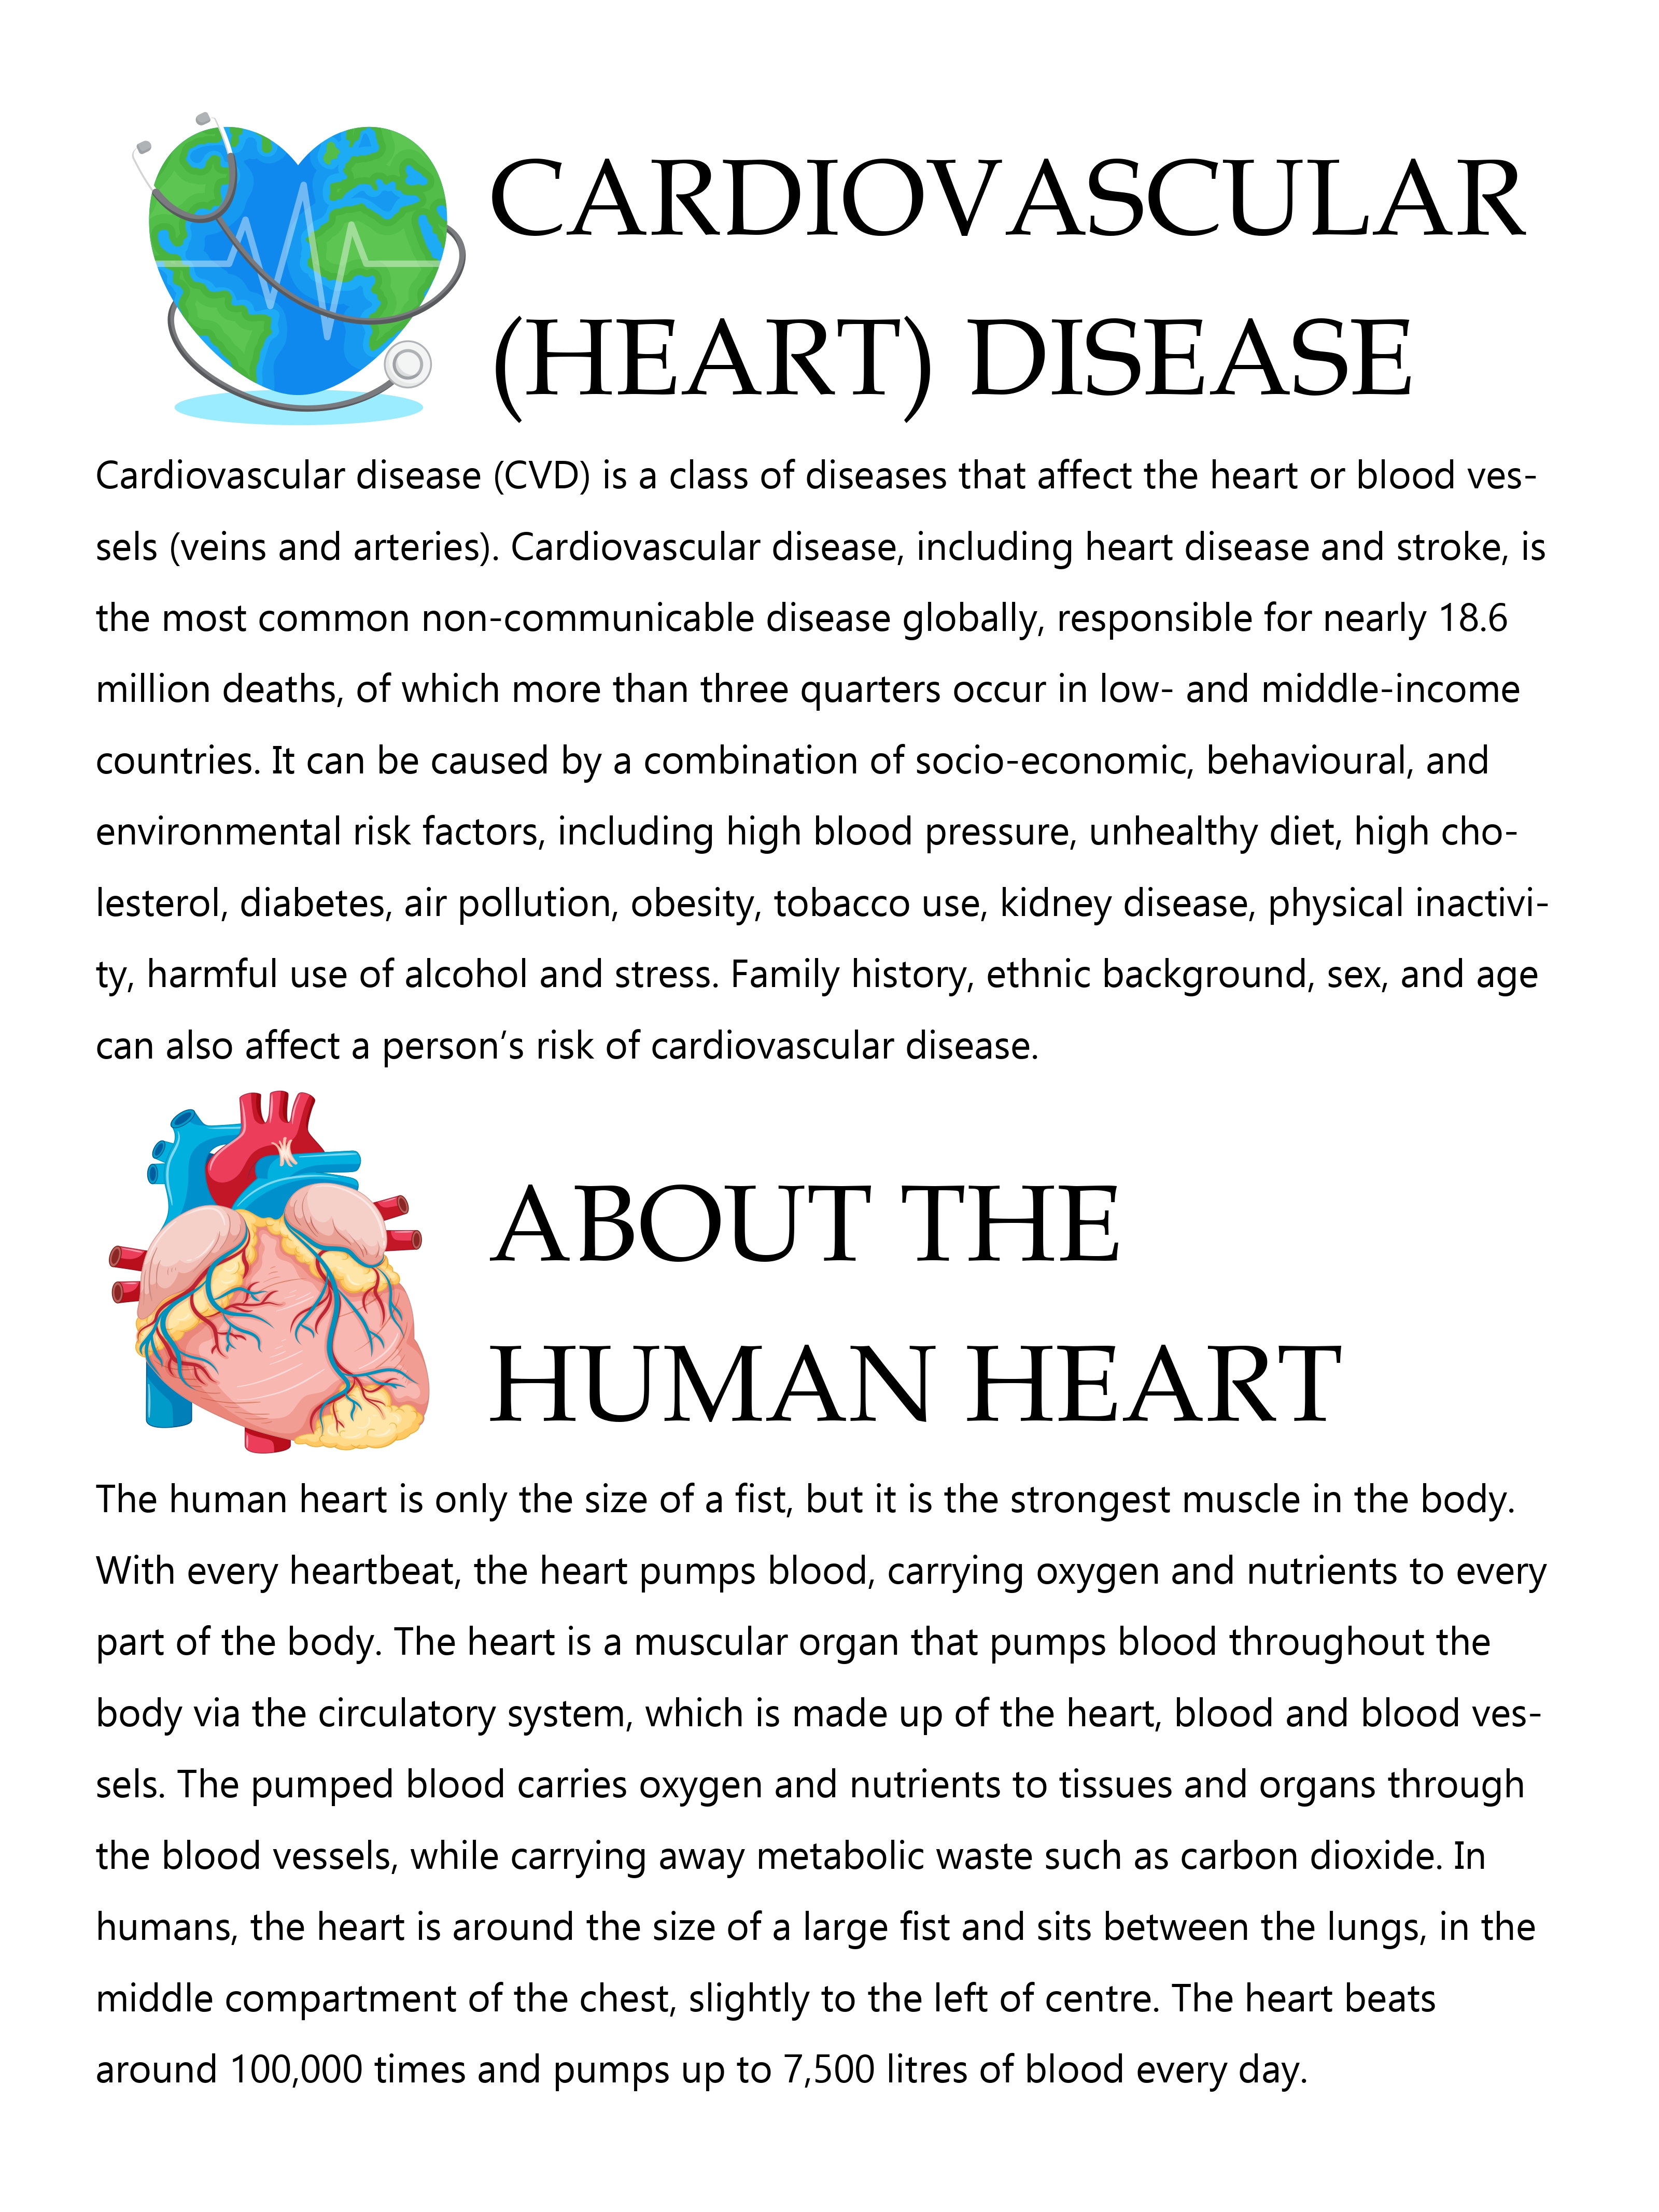 CARDIOVASCULAR
(HEART) DISEASE
Cardiovascular disease (CVD) is a class of diseases that affect the heart or blood ves-
sels (veins and arteries). Cardiovascular disease, including heart disease and stroke, is
the most common non-communicable disease globally, responsible for nearly 18.6
million deaths, of which more than three quarters occur in low- and middle-income
countries. It can be caused by a combination of socio-economic, behavioural, and
environmental risk factors, including high blood pressure, unhealthy diet, high cho-
lesterol, diabetes, air pollution, obesity, tobacco use, kidney disease, physical inactivi-
ty, harmful use of alcohol and stress. Family history, ethnic background, sex, and age
can also affect a person’s risk of cardiovascular disease.
ABOUT THE
HUMAN HEART
The human heart is only the size of a fist, but it is the strongest muscle in the body.
With every heartbeat, the heart pumps blood, carrying oxygen and nutrients to every
part of the body. The heart is a muscular organ that pumps blood throughout the
body via the circulatory system, which is made up of the heart, blood and blood ves-
sels. The pumped blood carries oxygen and nutrients to tissues and organs through
the blood vessels, while carrying away metabolic waste such as carbon dioxide. In
humans, the heart is around the size of a large fist and sits between the lungs, in the
middle compartment of the chest, slightly to the left of centre. The heart beats
around 100,000 times and pumps up to 7,500 litres of blood every day.